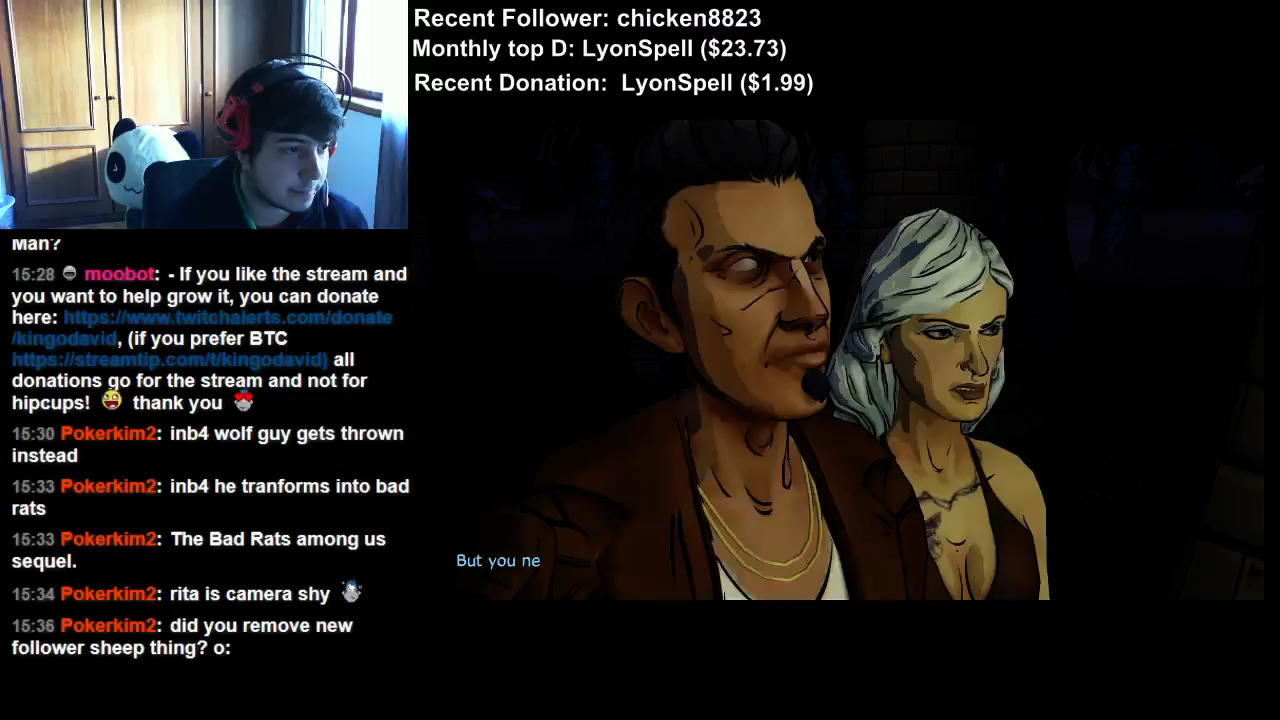 Recent Follower: chicken8823
Monthly top D: LyonSpell ($23.73)
Recent Donation: LyonSpell ($1.99)
Man?
15:28 moobot: - If you like the stream and
you want to help grow it, you can donate
here: https://www.twitchalerts.com/donate
/kingodavid, (if you prefer BTC
https://streamtip.com/t/kingodavid) all
donations go for the stream and not for
hipcups! thank you
15:30 Pokerkim2: inb4 wolf guy gets thrown
instead
15:33 Pokerkim2: inb4 he tranforms into bad
rats
15:33 Pokerkim2: The Bad Rats among us
sequel.
15:34 Pokerkim2: rita is camera shy
15:36 Pokerkim2: did you remove new
follower sheep thing? o:
But you ne